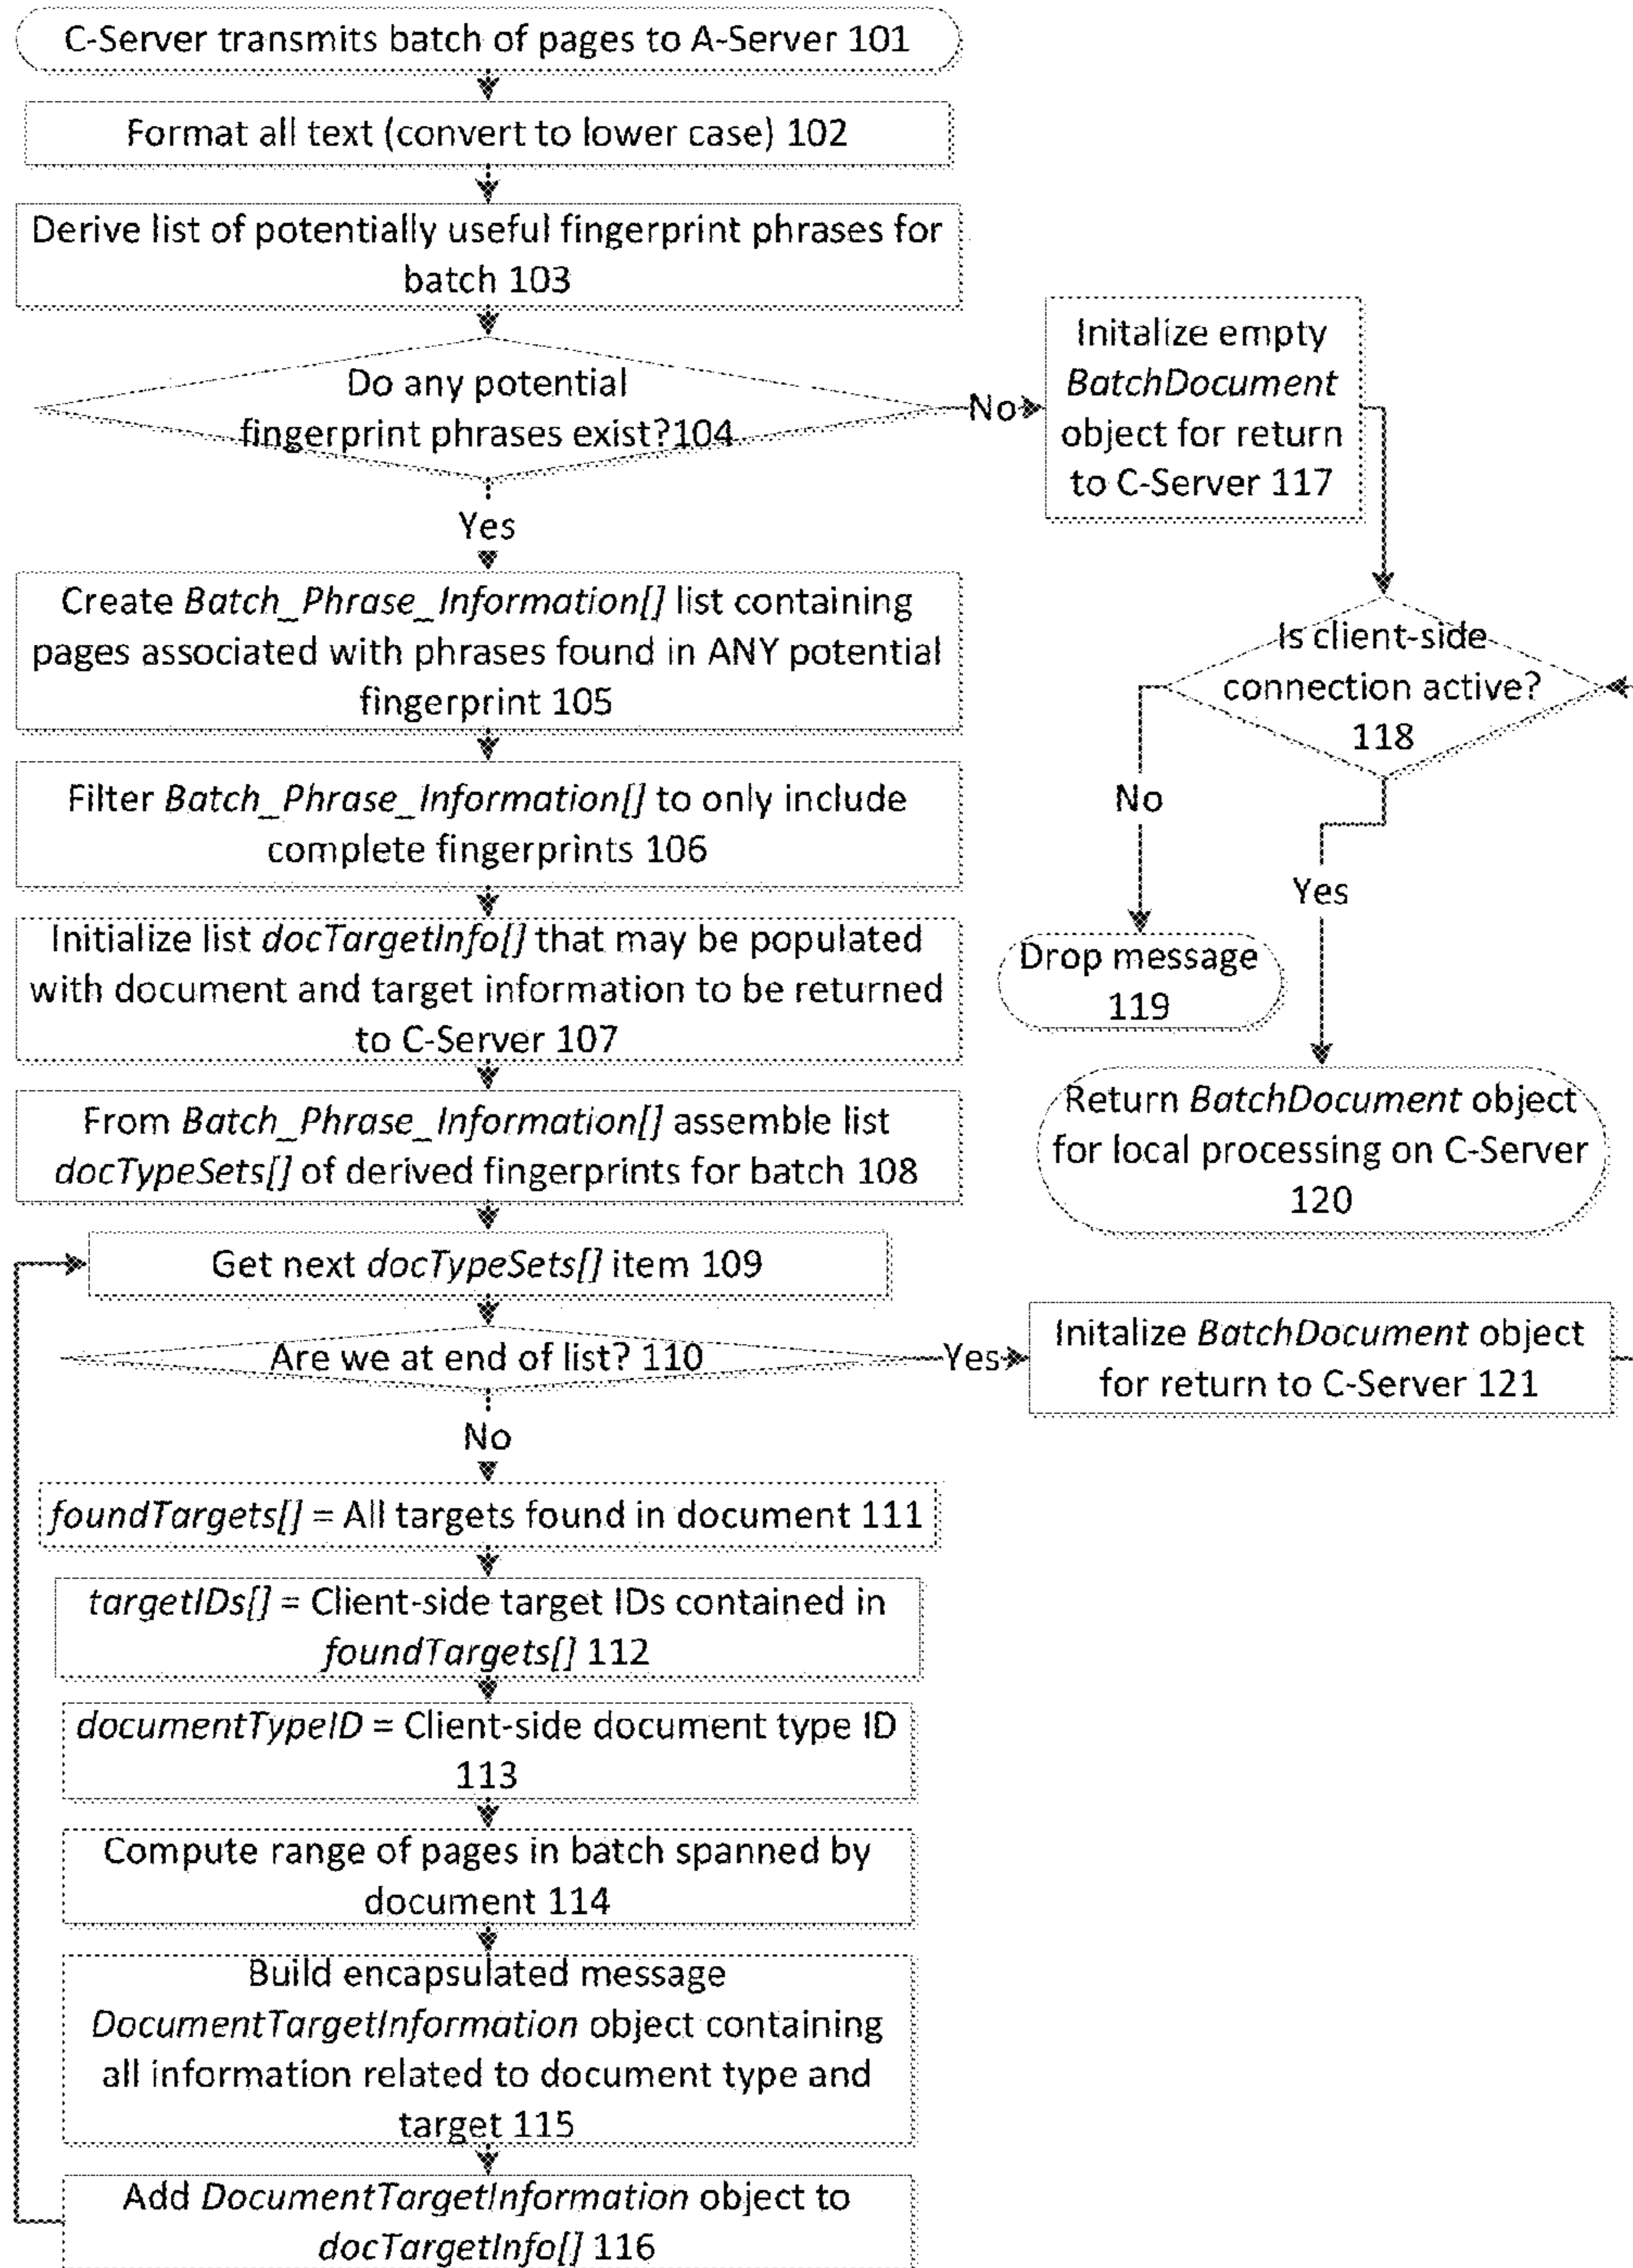 C-Server transmits batch of pages to A-Server 101
Format all text (convert to lower case) 102
Derive list of potentially useful fingerprint phrases for
batch 103
Do any potential
fingerprint phrases exist?104
No
Initalize empty
BatchDocument
object for return
to C-Server 117
Yes
Create Batch_Phrase_Information[] list containing
pages associated with phrases found in ANY potential
fingerprint 105
Is client-side
connection active?
118
Filter Batch_Phrase_Information[] to only include
complete fingerprints 106
No
Yes
Initialize list docTargetInfo[] that may be populated
with document and target information to be returned
to C-Server 107
Drop message
119
From Batch_Phrase_Information[] assemble list
docTypeSets[] of derived fingerprints for batch 108
Return BatchDocument object
for local processing on C-Server
120
Get next docTypeSets[] item 109
Are we at end of list? 110
Yes
Initalize BatchDocument object
for return to C-Server 121
No
foundTargets[] = All targets found in document 111
targetIDs[] = Client-side target IDs contained in
foundTargets[] 112
documentTypeID = Client-side document type ID
113
Compute range of pages in batch spanned by
document 114
Build encapsulated message
DocumentTargetInformation object containing
all information related to document type and
target 115
Add DocumentTargetInformation object to
docTargetInfo[] 116